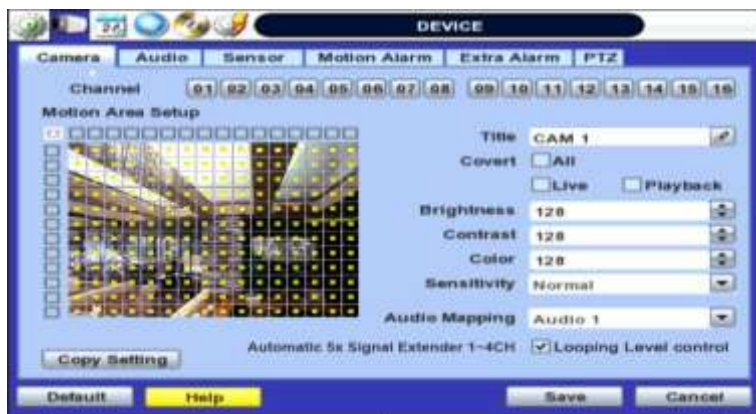 DEVICE
Camera Audio Sensor Motion Alarm Extra Alarm PTZ
Channel 01 02 03 04 05 06 07 08 09 10 11 12 13 14 15 16
Motion Area Setup
Title CAM 1
Covert All
Live Playback
Brightness 128
Contrast 128
Color 128
Sensitivity Normal
Audio Mapping Audio 1
Automatic 5x Signal Extender 1~4CH Looping Level control
Copy Setting
Default Help Save Cancel